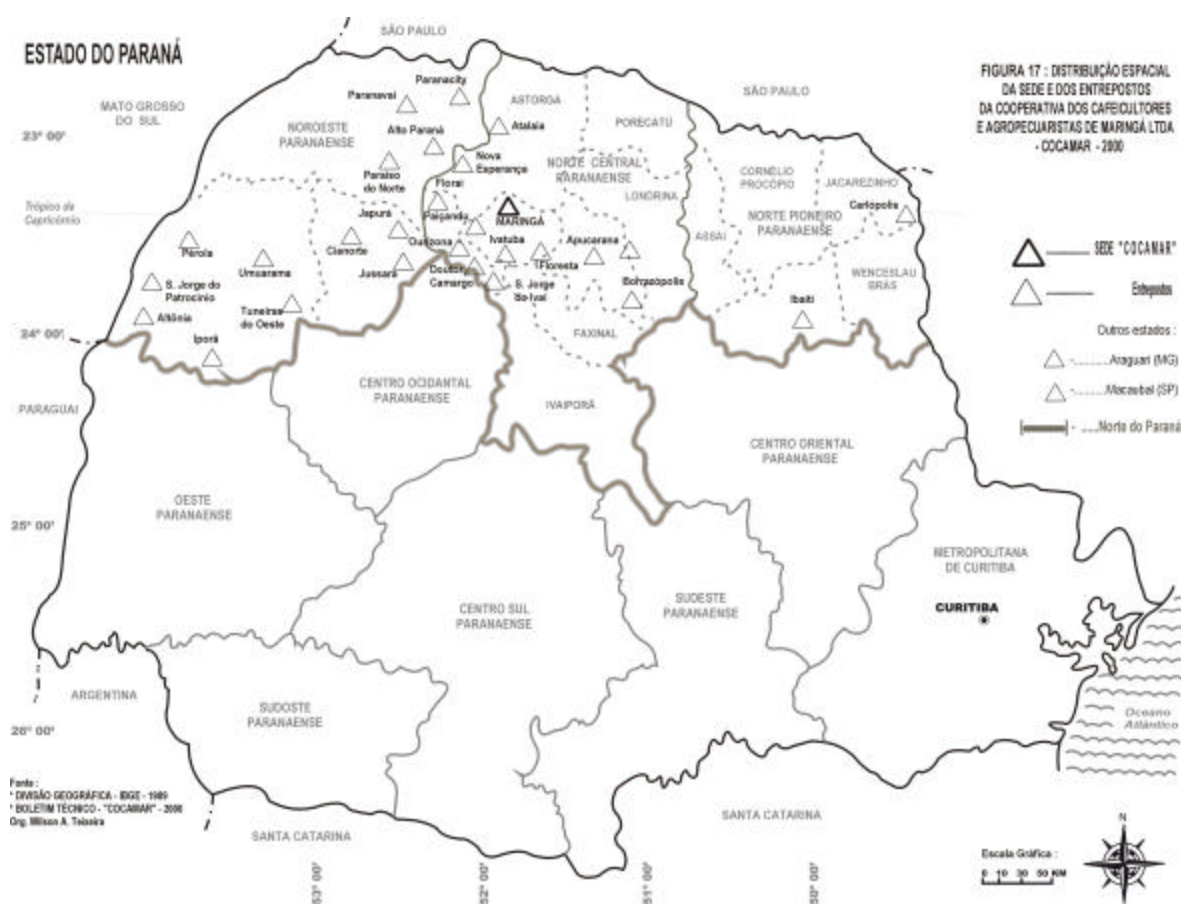 ESTADO DO PARANÁ
SÃO PAULO
FIGURA 17 : DISTRIBUIÇÃO ESPACIAL
DA SEDE E DOS ENTREPOSTOS
DA COOPERATIVA DOS CAFEICULTORES
E AGROPECUARISTAS DE MARINGÁ LTDA
- COCAMAR - 2000
MATO GROSSO
DO SUL
SÃO PAULO
23° 00'
Paranacity
Paranavaí
ASTORGA
PORECATÚ
NOROESTE
PARANAENSE
Alto Paraná
Atalaia
Nova
Esperança
NORTE CENTRAL
PARANAENSE
Paraíso
do Norte
Floraí
LONDRINA
CORNÉLIO
PROCÓPIO
JACAREZINHO
Carlópolis
NORTE PIONEIRO
PARANAENSE
ASSAI
WENCESLAU
BRÁS
Ibaiti
Trópico de
Capricórnio
Japurá
Paiçandu
MARINGÁ
Pérola
Umuarama
Cianorte
Ourizona
Ivatuba
Apucarana
Jussara
Doutor
Camargo
Floresta
S. Jorge do
Patrocínio
S. Jorge
do Ivaí
Altônia
Tuneiras
do Oeste
FAXINAL
24° 00'
Iporã
SEDE "COCAMAR"
Entrepostos
Outros estados :
Araguari (MG)
Macaubal (SP)
Norte do Paraná
PARAGUAI
CENTRO OCIDANTAL
PARANAENSE
IVAIPORÃ
CENTRO ORIENTAL
PARANAENSE
OESTE
PARANAENSE
25° 00'
METROPOLITANA
DE CURITIBA
CENTRO SUL
PARANAENSE
SUDESTE
PARANAENSE
CURITIBA
ARGENTINA
SUDOSTE
PARANAENSE
26° 00'
Oceano
Atlântico
Fonte :
* DIVISÃO GEOGRÁFICA - IBGE - 1989
* BOLETIM TÉCNICO - "COCAMAR" - 2000
Org. Wilson A. Teixeira
SANTA CATARINA
SANTA CATARINA
N
Escala Gráfica :
0 10 30 50 KM
53° 00'
52° 00'
51° 00'
50° 00'